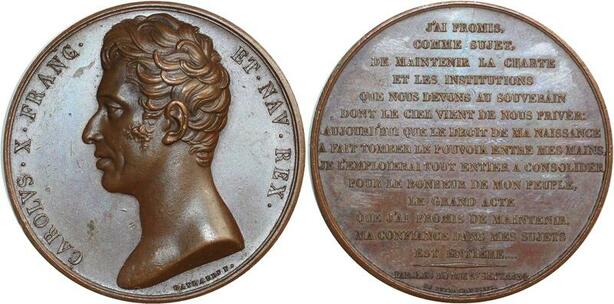 CAROLVS · X · FRANC · ET · NAV · REX.
J'AI PROMIS,
COMME SUJET,
DE MAINTENIR LA CHARTE
ET LES INSTITUTIONS
QUE NOUS DEVONS AU SOUVERAIN
DONT LE CIEL VIENT DE NOUS PRIVER:
AUJOURD'HUI QUE LE DROIT DE MA NAISSANCE
A FAIT TOMBER LE POUVOIR ENTRE MES MAINS,
JE L'EMPLOIERAI TOUT ENTIER A CONSOLIDER
POUR LE BONHEUR DE MON PEUPLE,
LE GRAND ACTE
QUE J'AI PROMIS DE MAINTENIR,
MA CONFIANCE DANS MES SUJETS
EST ENTIERE....